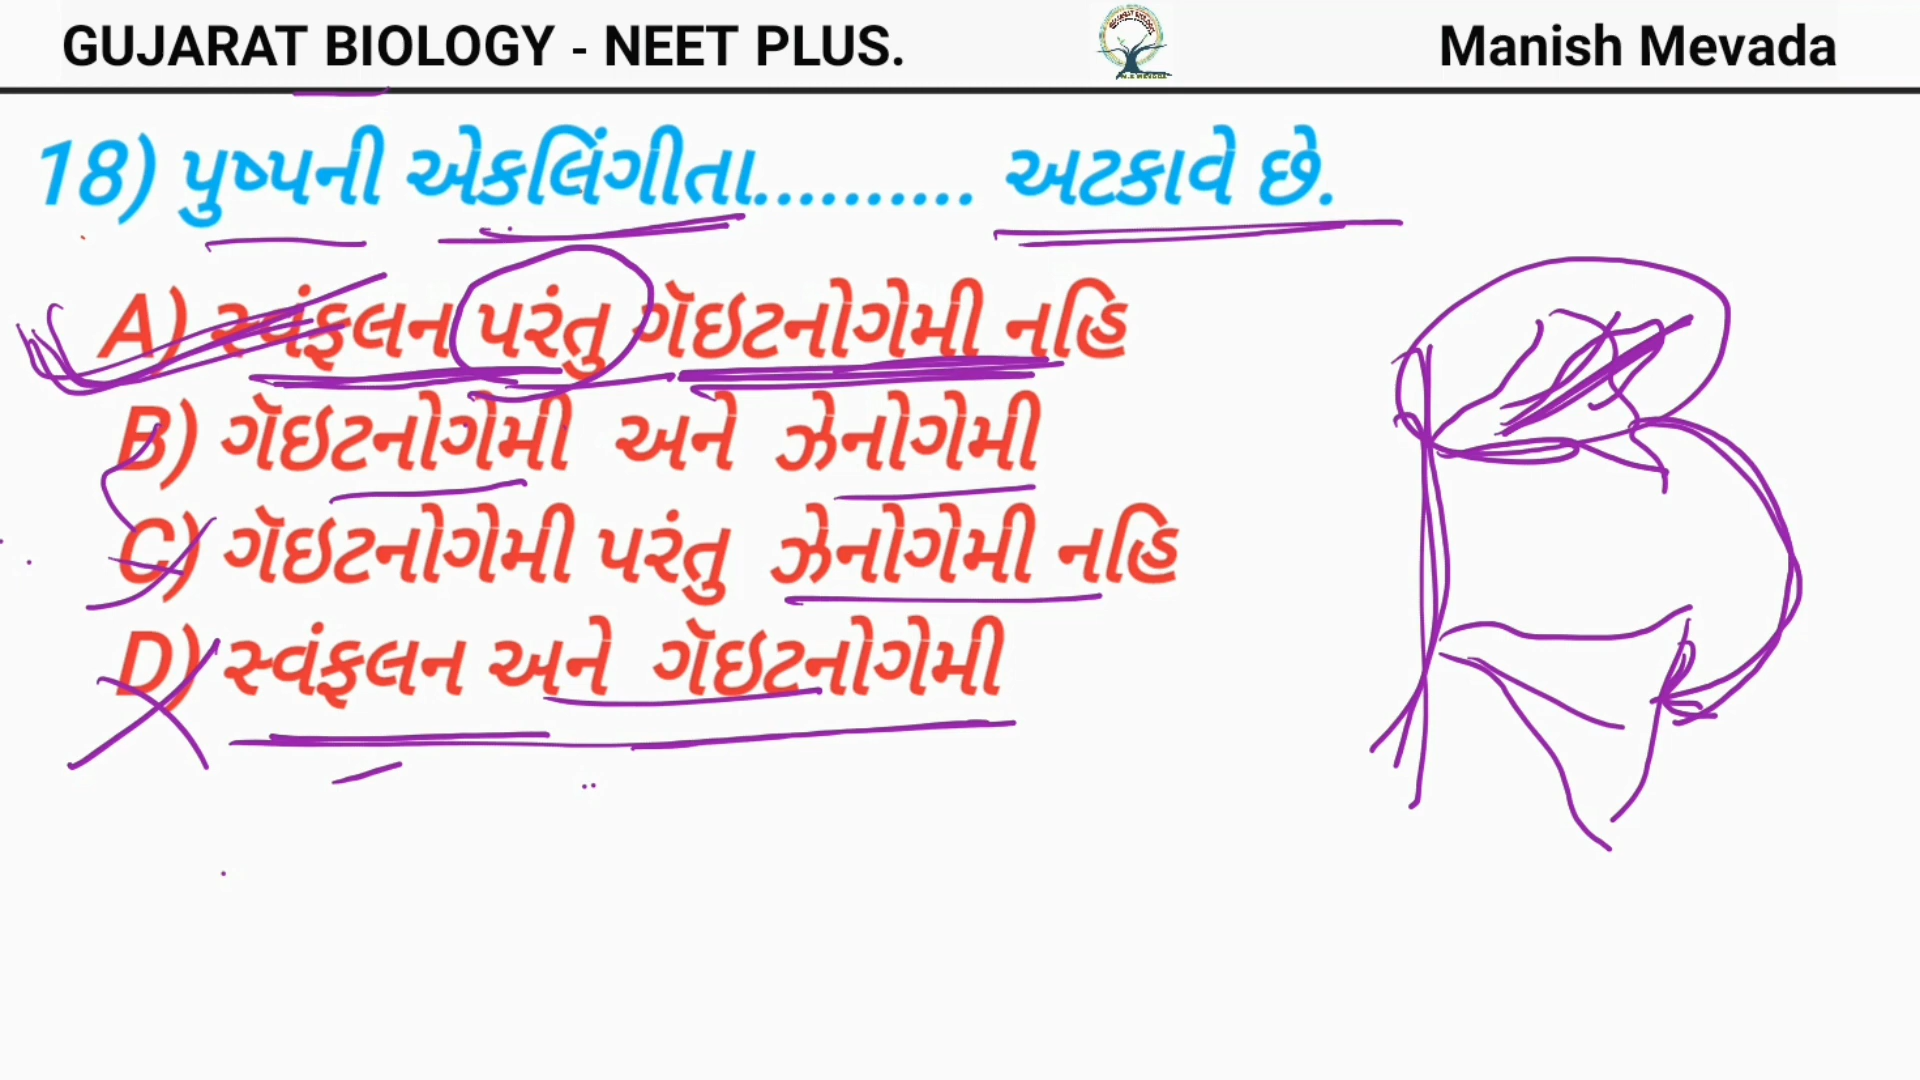 GUJARAT BIOLOGY - NEET PLUS.
Manish Mevada
18) પુષ્પની એકલિંગીતા.......... અટકાવે છે.
A) સ્વંફલન પરંતુ ગૅઇટનોગેમી નહિ
B) ગૅઇટનોગેમી અને ઝેનોગેમી
C) ગૅઇટનોગેમી પરંતુ ઝેનોગેમી નહિ
D) સ્વંફલન અને ગૅઇટનોગેમી